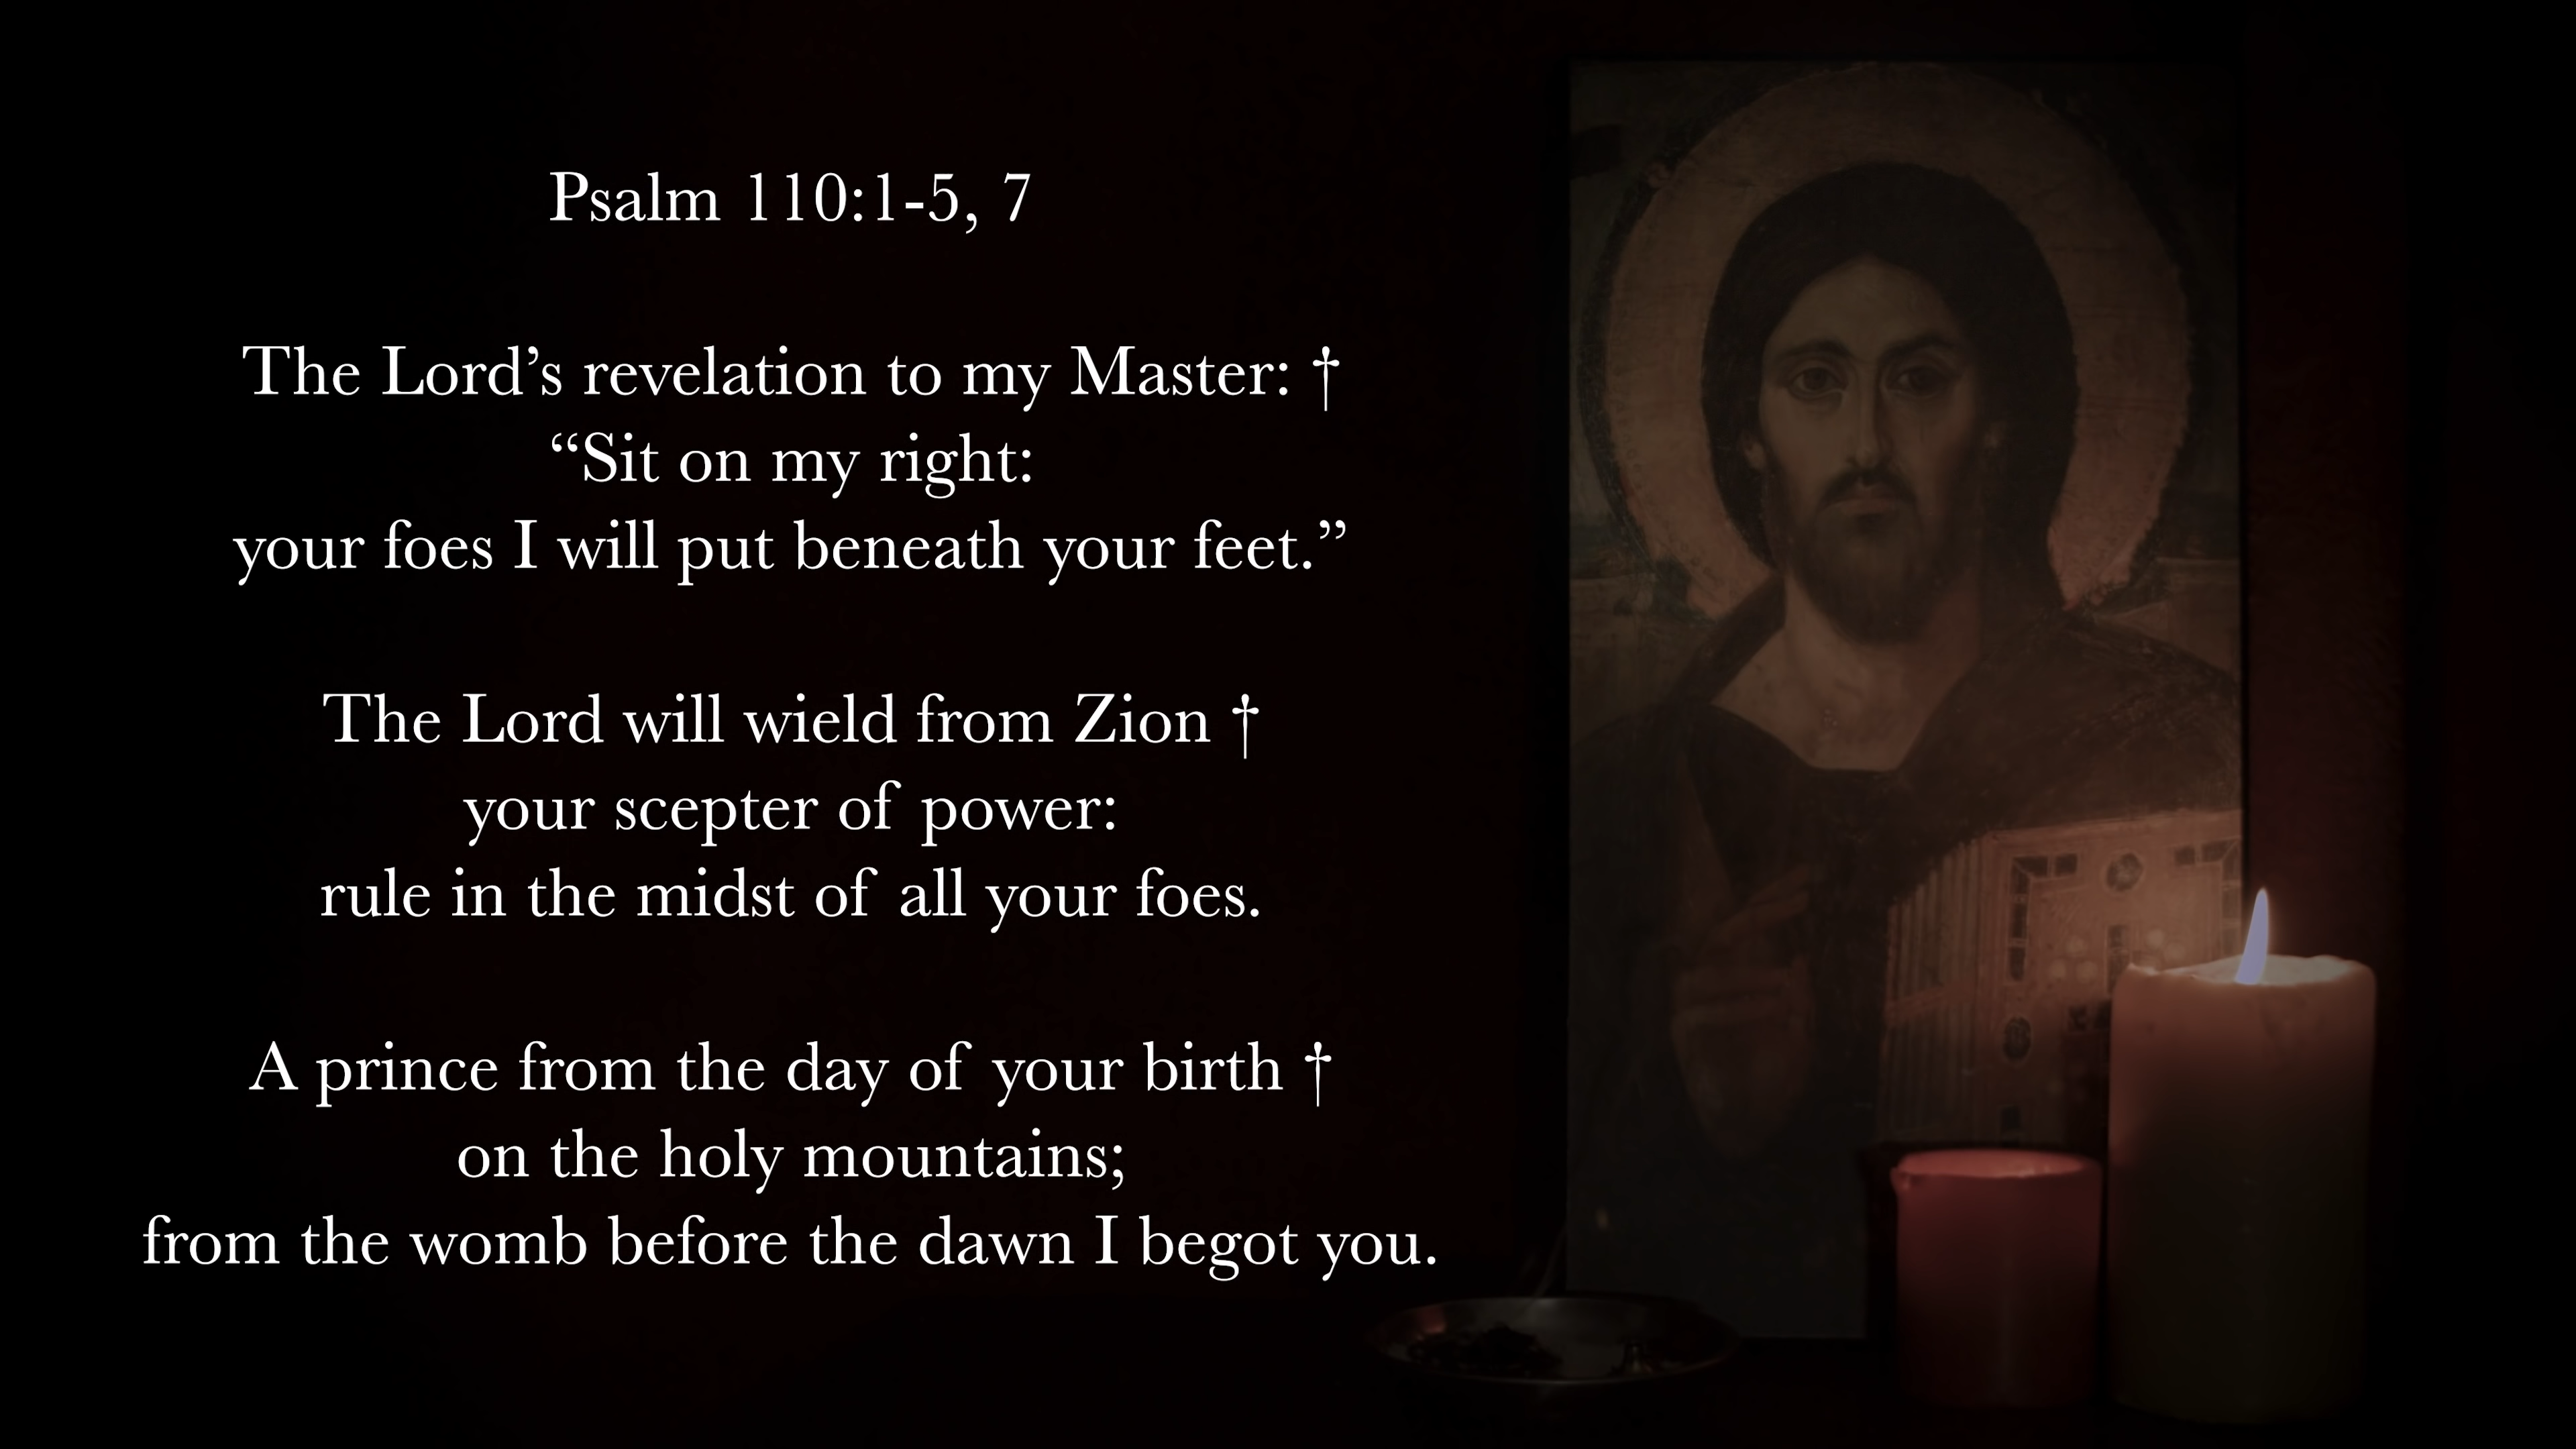 Psalm 110:1-5, 7
The Lord’s revelation to my Master: †
“Sit on my right:
your foes I will put beneath your feet.”
The Lord will wield from Zion †
your scepter of power:
rule in the midst of all your foes.
A prince from the day of your birth †
on the holy mountains;
from the womb before the dawn I begot you.